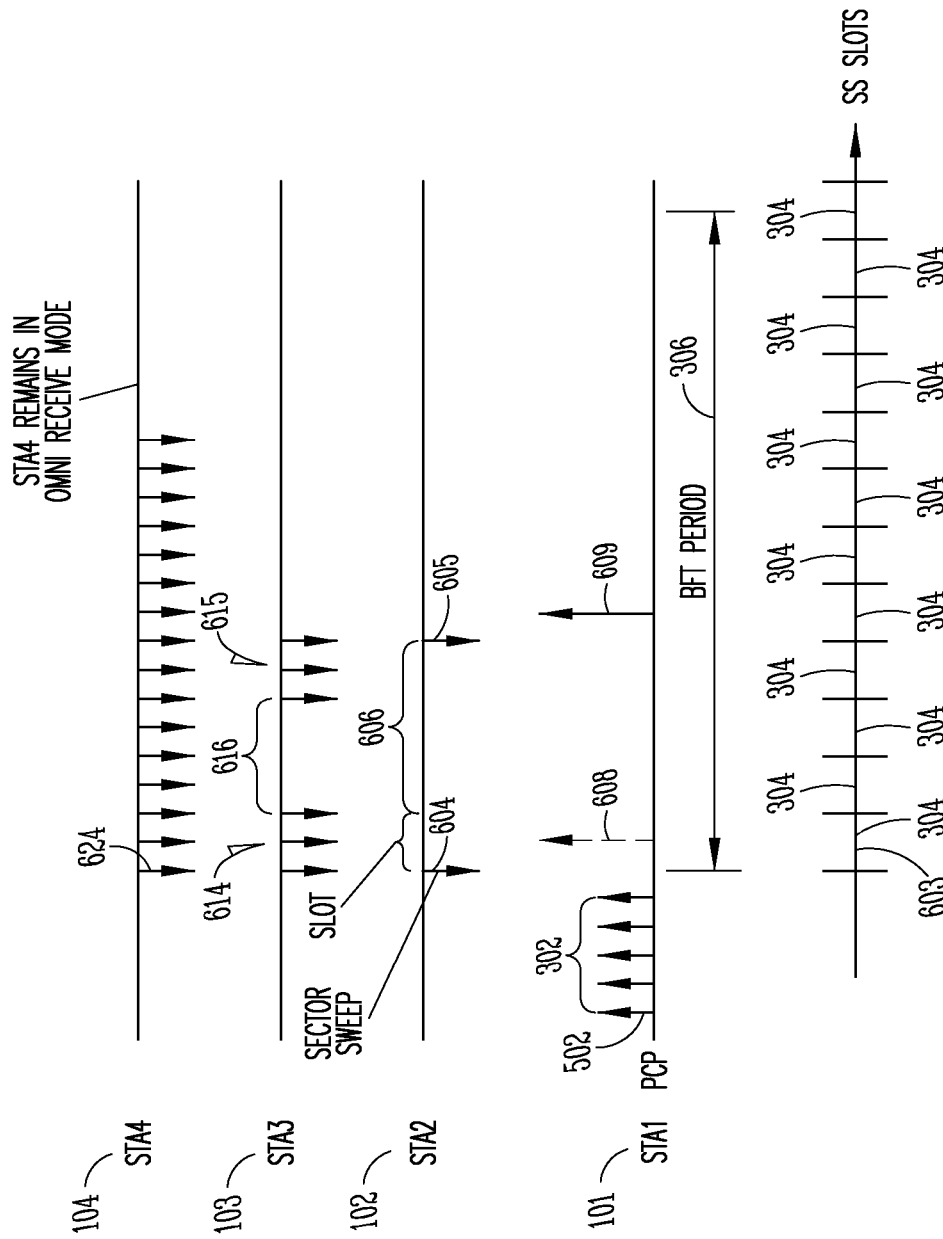 STA4 REMAINS IN
OMNI RECEIVE MODE
104
STA4
624
614
616
615
103
STA3
SLOT
SECTOR
SWEEP
604
606
605
102
STA2
302
608
609
502
PCP
101
STA1
BFT PERIOD
306
304
304
304
304
304
304
SS SLOTS
603
304
304
304
304
304
304